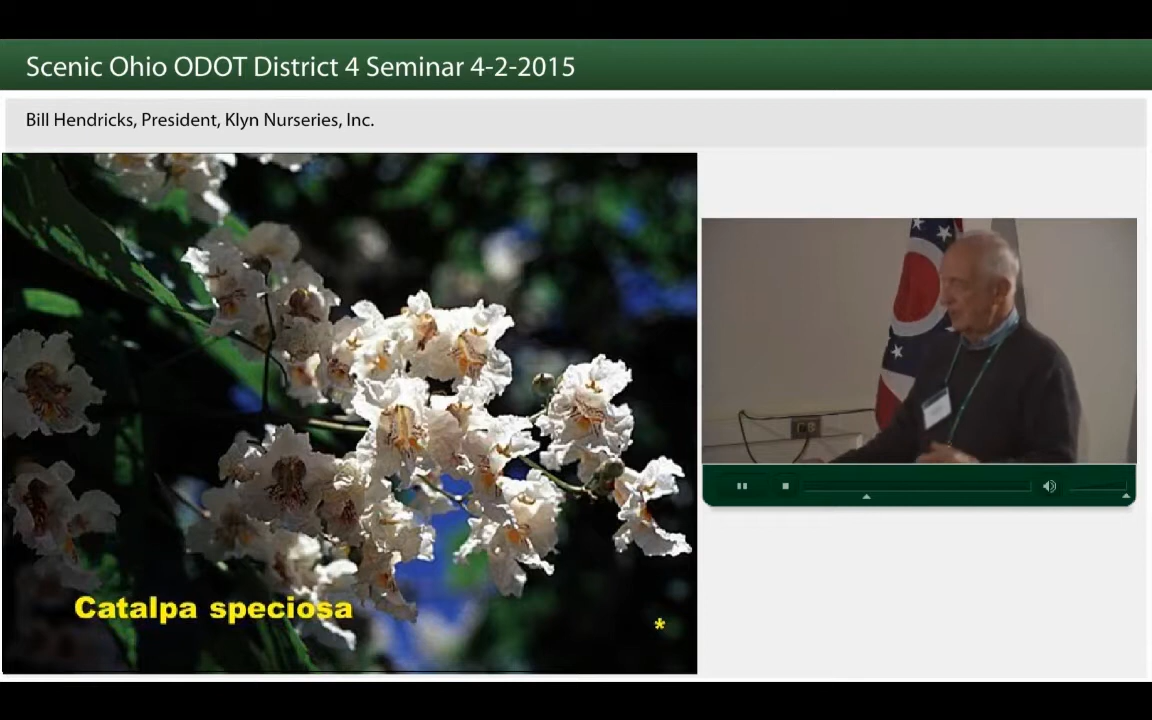 Scenic Ohio ODOT District 4 Seminar 4-2-2015
Bill Hendricks, President, Klyn Nurseries, Inc.
Catalpa speciosa
*